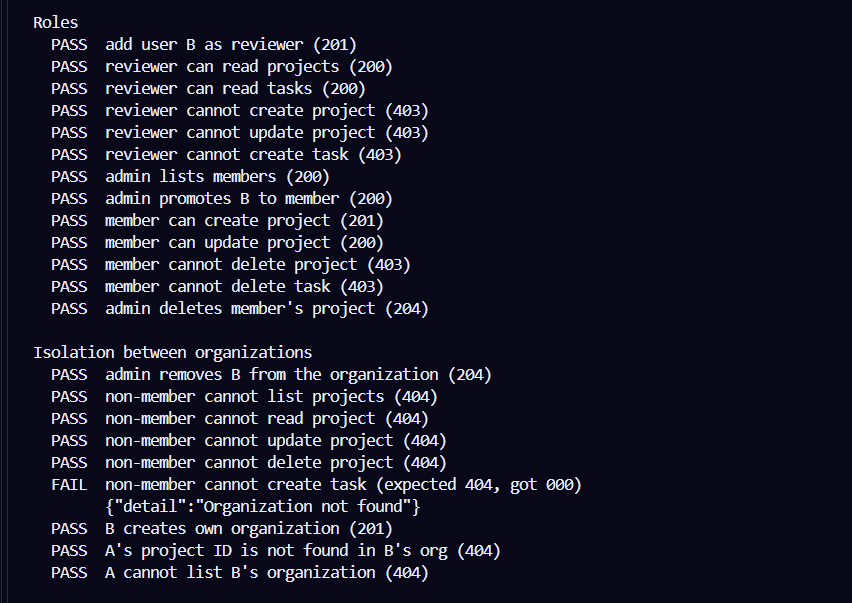 Roles
PASS add user B as reviewer (201)
PASS reviewer can read projects (200)
PASS reviewer can read tasks (200)
PASS reviewer cannot create project (403)
PASS reviewer cannot update project (403)
PASS reviewer cannot create task (403)
PASS admin lists members (200)
PASS admin promotes B to member (200)
PASS member can create project (201)
PASS member can update project (200)
PASS member cannot delete project (403)
PASS member cannot delete task (403)
PASS admin deletes member's project (204)
Isolation between organizations
PASS admin removes B from the organization (204)
PASS non-member cannot list projects (404)
PASS non-member cannot read project (404)
PASS non-member cannot update project (404)
PASS non-member cannot delete project (404)
FAIL non-member cannot create task (expected 404, got 000)
{"detail":"Organization not found"}
PASS B creates own organization (201)
PASS A's project ID is not found in B's org (404)
PASS A cannot list B's organization (404)